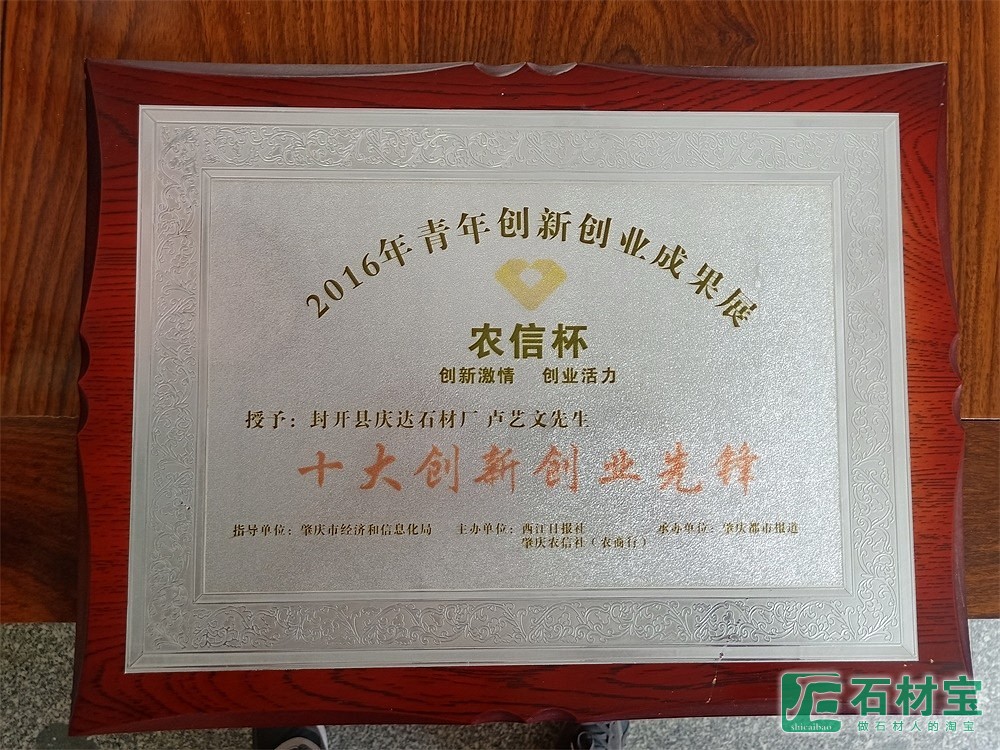 2016年青年创新创业成果展
农信杯
创新激情 创业活力
授予：封开县庆达石材厂 卢艺文先生
十大创新创业先锋
指导单位：肇庆市经济和信息化局 主办单位：西江日报社 承办单位：肇庆都市报道
肇庆农信社（农商行）
石材宝
shicaibao 做石材人的淘宝